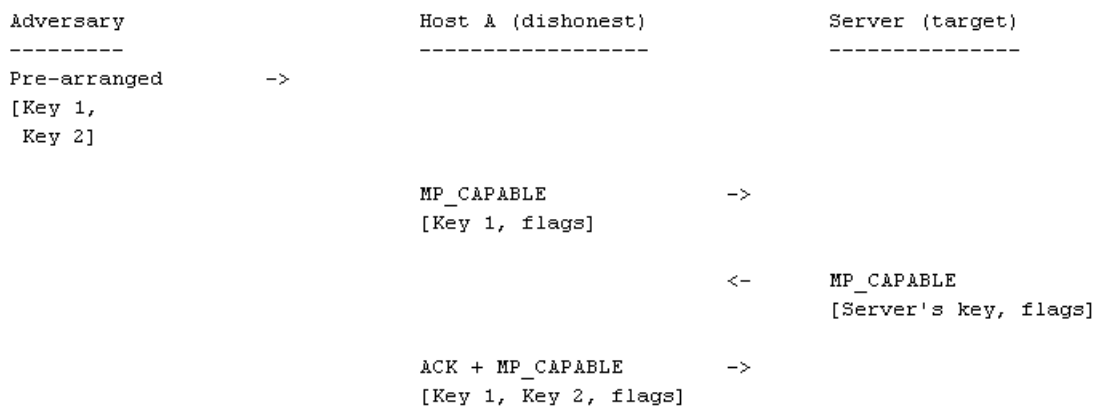 Adversary Host A (dishonest) Server (target)
--------- ------------------ ---------------
Pre-arranged ->
[Key 1,
Key 2]
MP_CAPABLE ->
[Key 1, flags]
<- MP_CAPABLE
[Server's key, flags]
ACK + MP_CAPABLE ->
[Key 1, Key 2, flags]